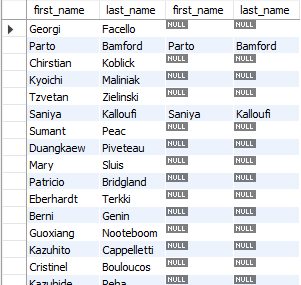 first_name last_name first_name last_name
Georgi Facello NULL NULL
Parto Bamford Parto Bamford
Chirstian Koblick NULL NULL
Kyoichi Maliniak NULL NULL
Tzvetan Zielinski NULL NULL
Saniya Kalloufi Saniya Kalloufi
Sumant Peac NULL NULL
Duangkaew Piveteau NULL NULL
Mary Sluis NULL NULL
Patricio Bridgland NULL NULL
Eberhardt Terkki NULL NULL
Berni Genin NULL NULL
Guoxiang Nooteboom NULL NULL
Kazuhito Cappelletti NULL NULL
Cristinel Bouloucos NULL NULL
Kazuhide Peha NULL NULL